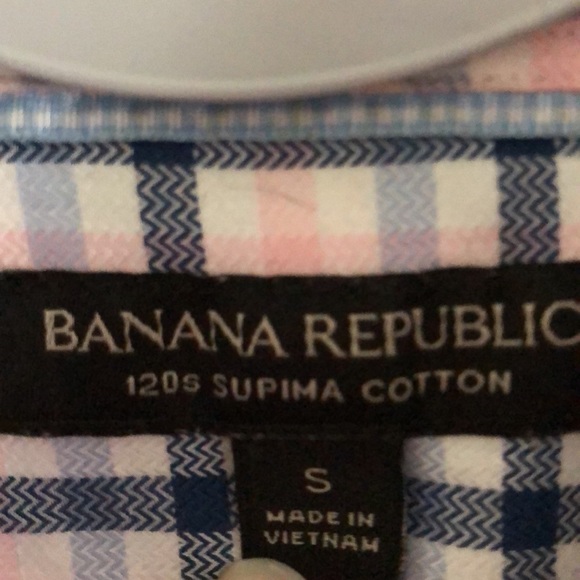 BANANA REPUBLIC
120s SUPIMA COTTON
S
MADE IN
VIETNAM